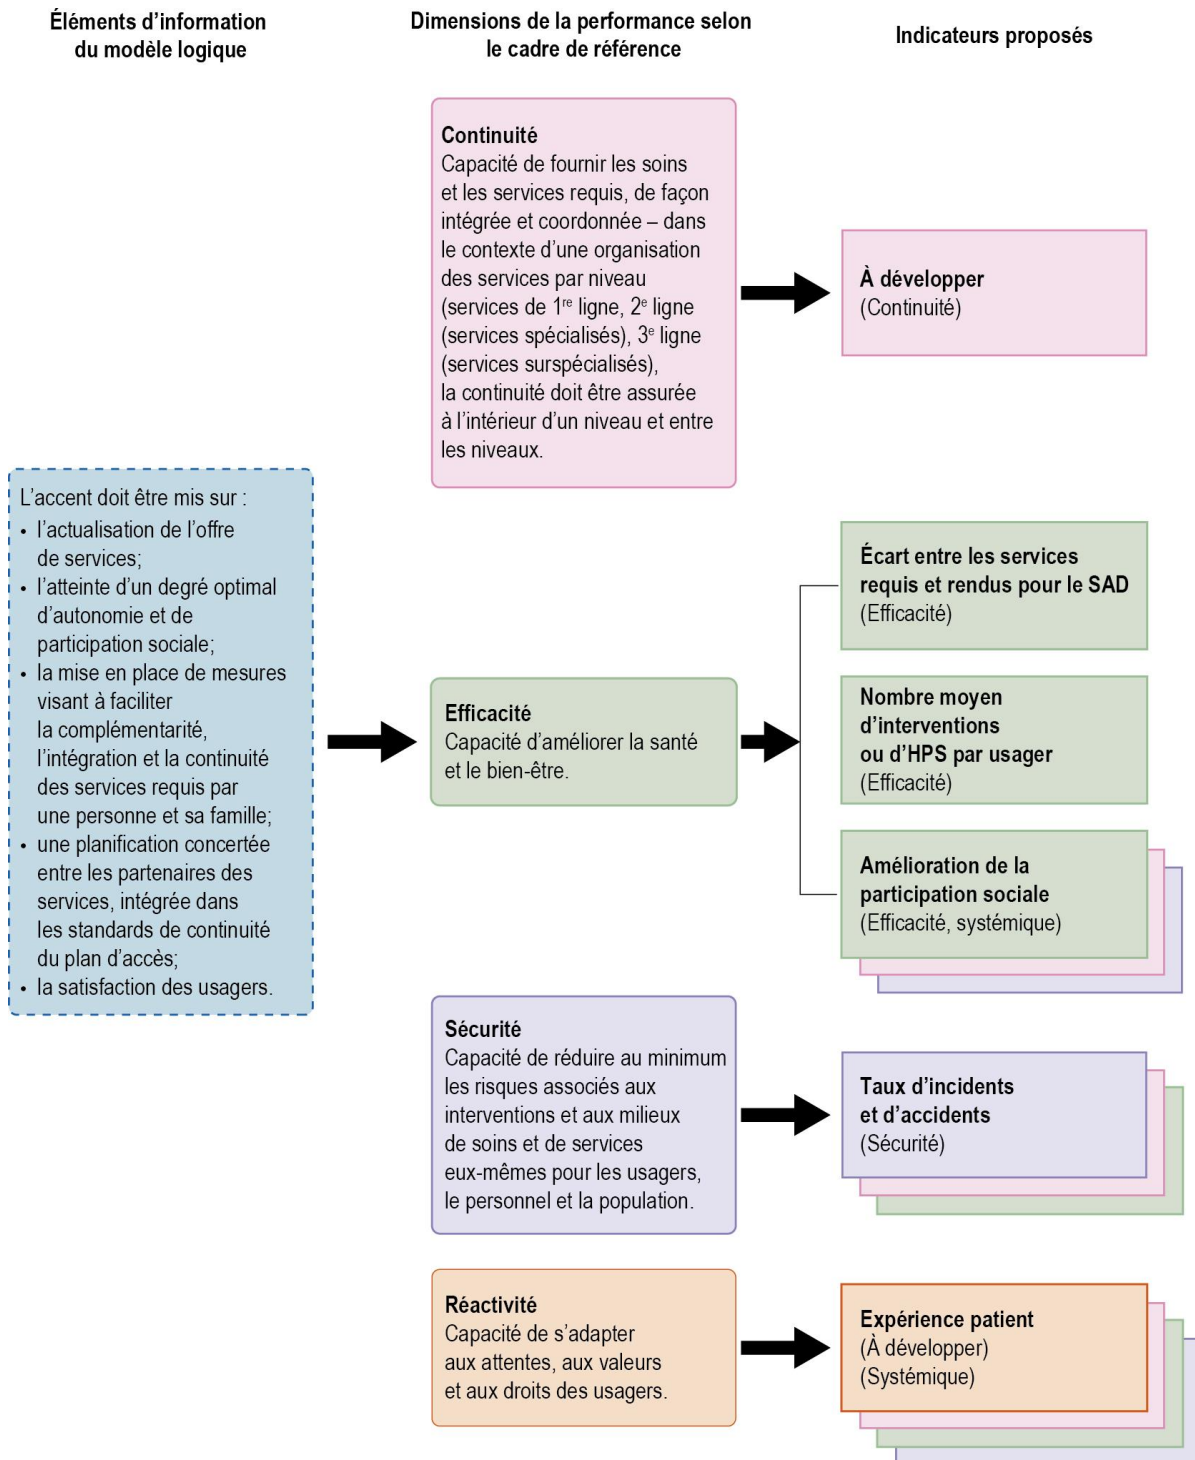 Éléments d’information
du modèle logique
Dimensions de la performance selon
le cadre de référence
Indicateurs proposés
L’accent doit être mis sur :
• l’actualisation de l’offre
de services;
• l’atteinte d’un degré optimal
d’autonomie et de
participation sociale;
• la mise en place de mesures
visant à faciliter
la complémentarité,
l’intégration et la continuité
des services requis par
une personne et sa famille;
• une planification concertée
entre les partenaires des
services, intégrée dans
les standards de continuité
du plan d’accès;
• la satisfaction des usagers.
Continuité
Capacité de fournir les soins
et les services requis, de façon
intégrée et coordonnée – dans
le contexte d’une organisation
des services par niveau
(services de 1re ligne, 2e ligne
(services spécialisés), 3e ligne
(services surspécialisés),
la continuité doit être assurée
à l’intérieur d’un niveau et entre
les niveaux.
À développer
(Continuité)
Efficacité
Capacité d’améliorer la santé
et le bien-être.
Écart entre les services
requis et rendus pour le SAD
(Efficacité)
Nombre moyen
d’interventions
ou d’HPS par usager
(Efficacité)
Amélioration de la
participation sociale
(Efficacité, systémique)
Sécurité
Capacité de réduire au minimum
les risques associés aux
interventions et aux milieux
de soins et de services
eux-mêmes pour les usagers,
le personnel et la population.
Taux d’incidents
et d’accidents
(Sécurité)
Réactivité
Capacité de s’adapter
aux attentes, aux valeurs
et aux droits des usagers.
Expérience patient
(À développer)
(Systémique)